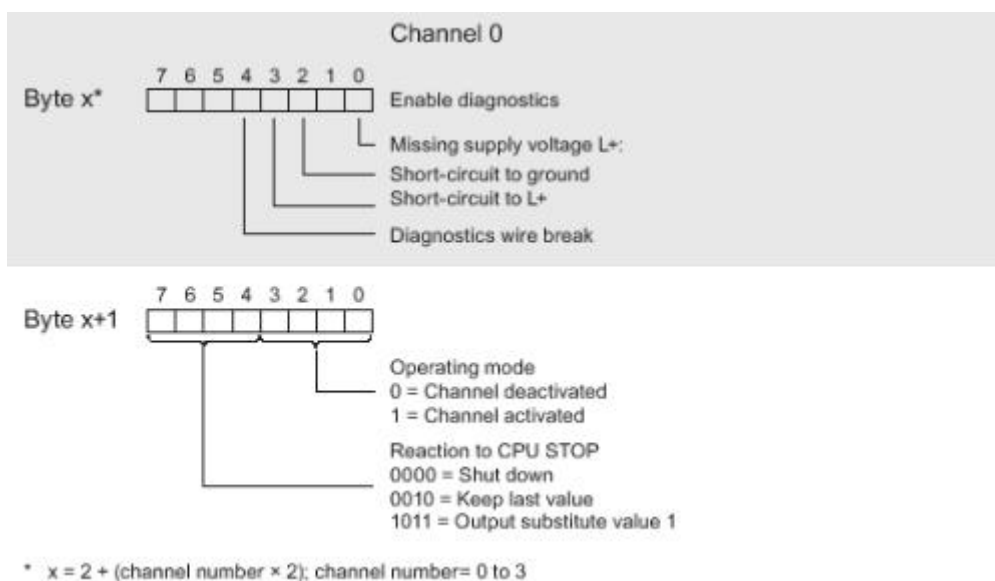 Channel 0
7 6 5 4 3 2 1 0
Byte x*
Enable diagnostics
Missing supply voltage L+:
Short-circuit to ground
Short-circuit to L+
Diagnostics wire break
7 6 5 4 3 2 1 0
Byte x+1
Operating mode
0 = Channel deactivated
1 = Channel activated
Reaction to CPU STOP
0000 = Shut down
0010 = Keep last value
1011 = Output substitute value 1
* x = 2 + (channel number × 2); channel number= 0 to 3